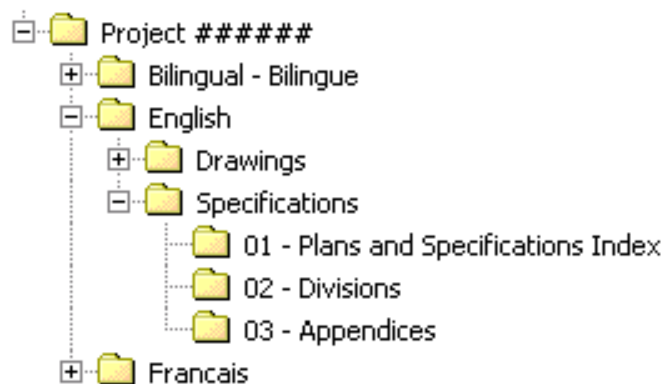 Project ######
Bilingual - Bilingue
English
Drawings
Specifications
01 - Plans and Specifications Index
02 - Divisions
03 - Appendices
Francais